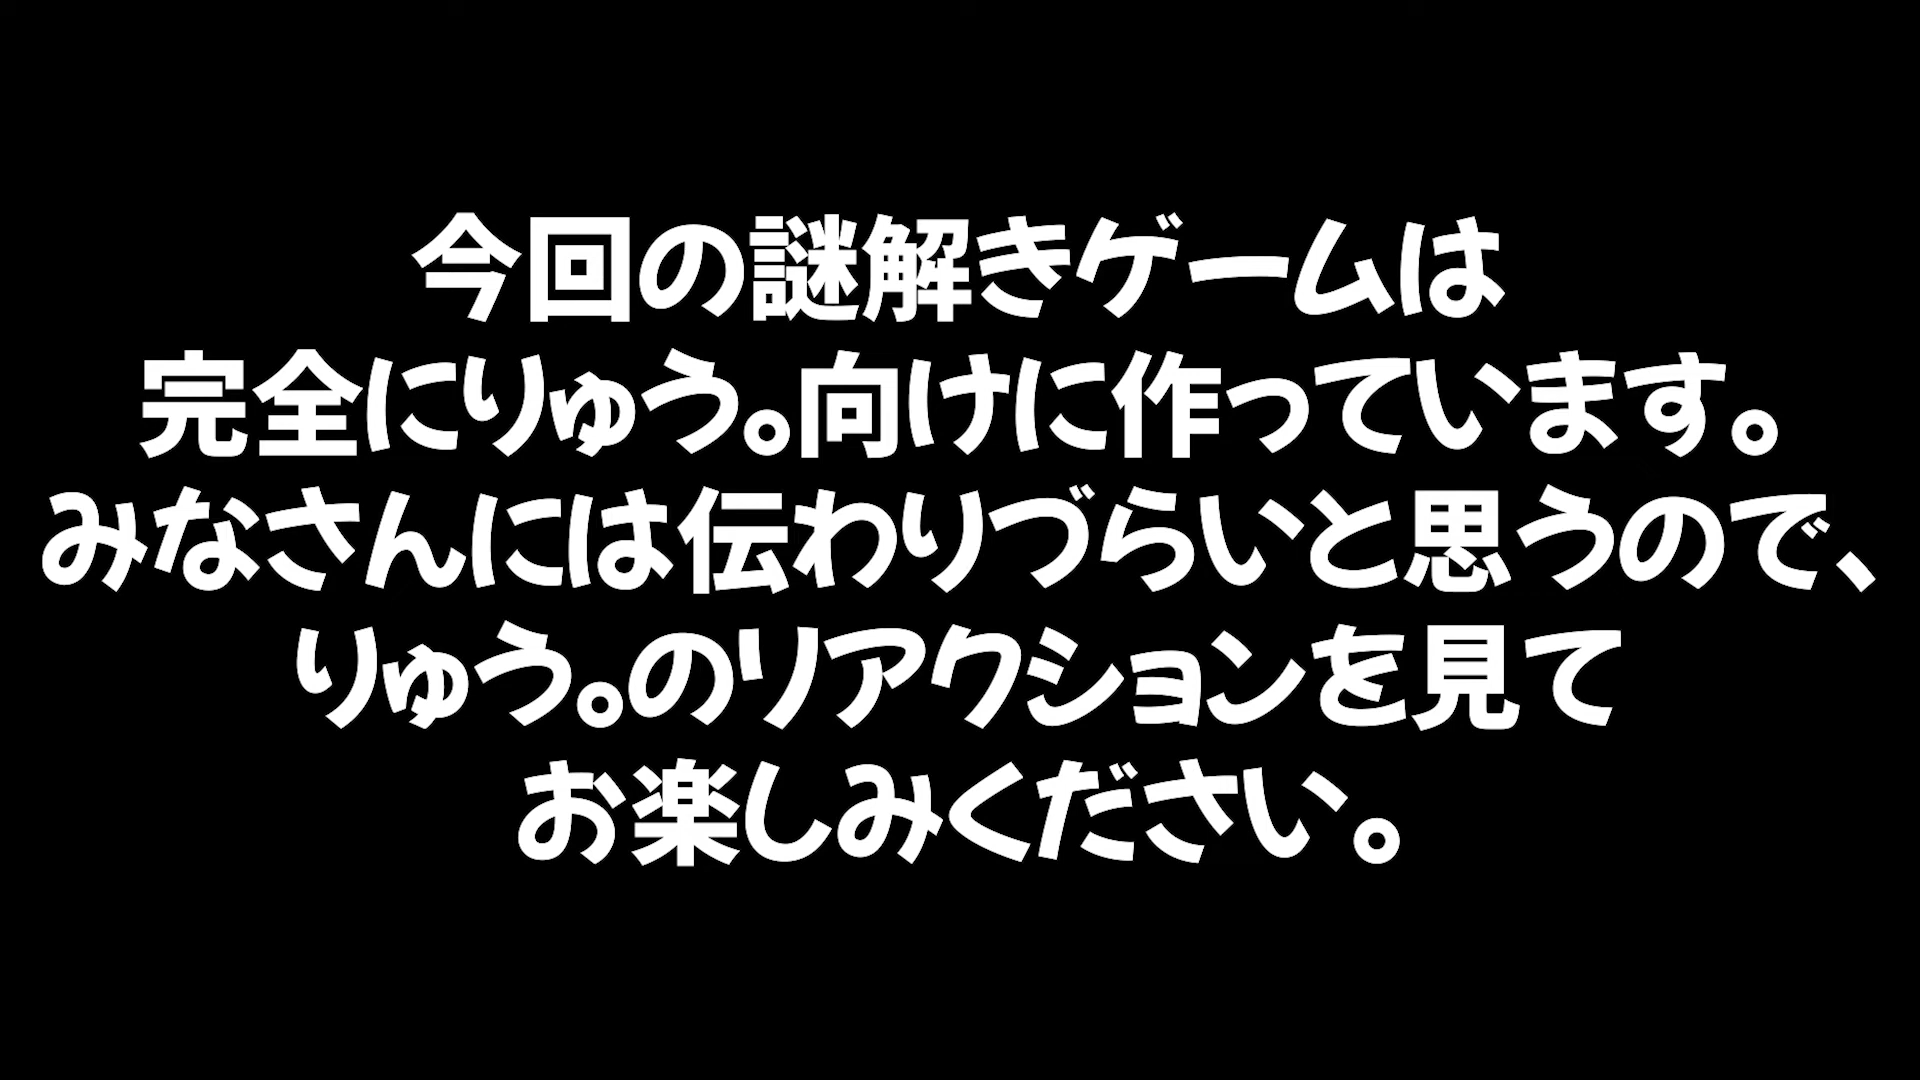 今回の謎解きゲームは
完全にりゅう。向けに作っています。
みなさんには伝わりづらいと思うので、
りゅう。のリアクションを見て
お楽しみください。